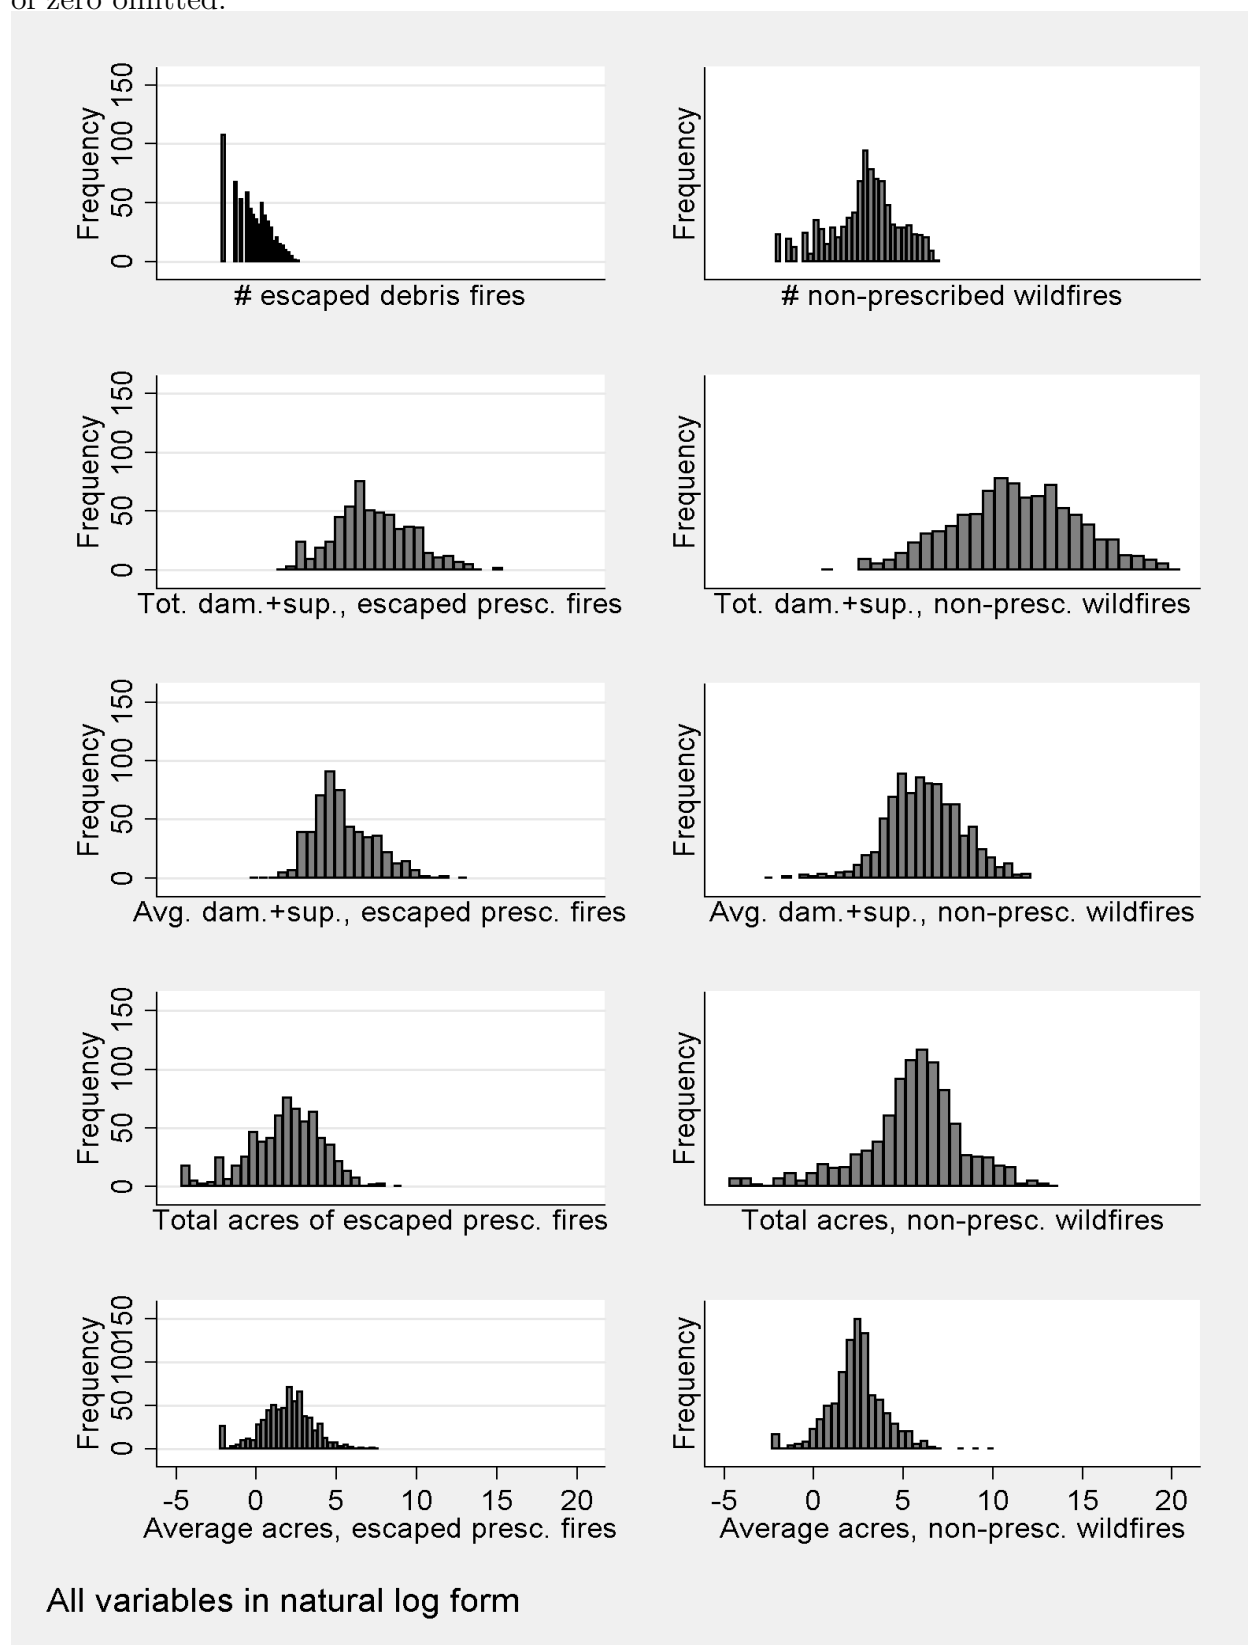 of zero omitted.
Frequency
0 50 100 150
# escaped debris fires
Frequency
# non-prescribed wildfires
Frequency
0 50 100 150
Tot. dam.+sup., escaped presc. fires
Frequency
Tot. dam.+sup., non-presc. wildfires
Frequency
0 50 100 150
Avg. dam.+sup., escaped presc. fires
Frequency
Avg. dam.+sup., non-presc. wildfires
Frequency
0 50 100 150
Total acres of escaped presc. fires
Frequency
Total acres, non-presc. wildfires
Frequency
0 50 100 150
-5 0 5 10 15 20
Average acres, escaped presc. fires
Frequency
-5 0 5 10 15 20
Average acres, non-presc. wildfires
All variables in natural log form